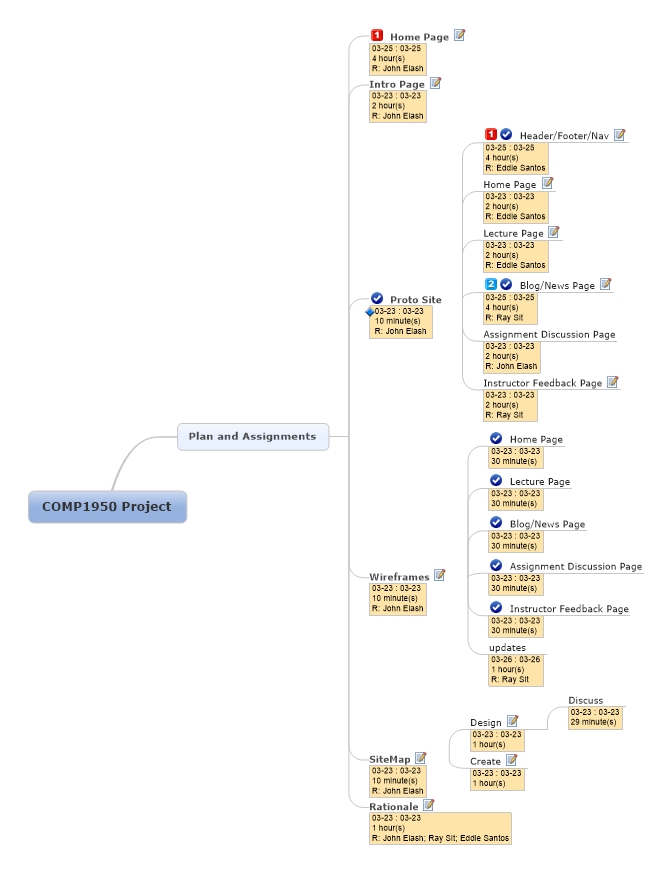 COMP1950 Project
Plan and Assignments
1 Home Page
03-25 : 03-25
4 hour(s)
R: John Elash
Intro Page
03-23 : 03-23
2 hour(s)
R: John Elash
Proto Site
03-23 : 03-23
10 minute(s)
R: John Elash
1 Header/Footer/Nav
03-25 : 03-25
4 hour(s)
R: Eddie Santos
Home Page
03-23 : 03-23
2 hour(s)
R: Eddie Santos
Lecture Page
03-23 : 03-23
2 hour(s)
R: Eddie Santos
2 Blog/News Page
03-25 : 03-25
4 hour(s)
R: Ray Sit
Assignment Discussion Page
03-23 : 03-23
2 hour(s)
R: John Elash
Instructor Feedback Page
03-23 : 03-23
2 hour(s)
R: Ray Sit
Wireframes
03-23 : 03-23
10 minute(s)
R: John Elash
Home Page
03-23 : 03-23
30 minute(s)
Lecture Page
03-23 : 03-23
30 minute(s)
Blog/News Page
03-23 : 03-23
30 minute(s)
Assignment Discussion Page
03-23 : 03-23
30 minute(s)
Instructor Feedback Page
03-23 : 03-23
30 minute(s)
updates
03-26 : 03-26
1 hour(s)
R: Ray Sit
SiteMap
03-23 : 03-23
10 minute(s)
R: John Elash
Design
03-23 : 03-23
1 hour(s)
Discuss
03-23 : 03-23
29 minute(s)
Create
03-23 : 03-23
1 hour(s)
Rationale
03-23 : 03-23
1 hour(s)
R: John Elash; Ray Sit; Eddie Santos